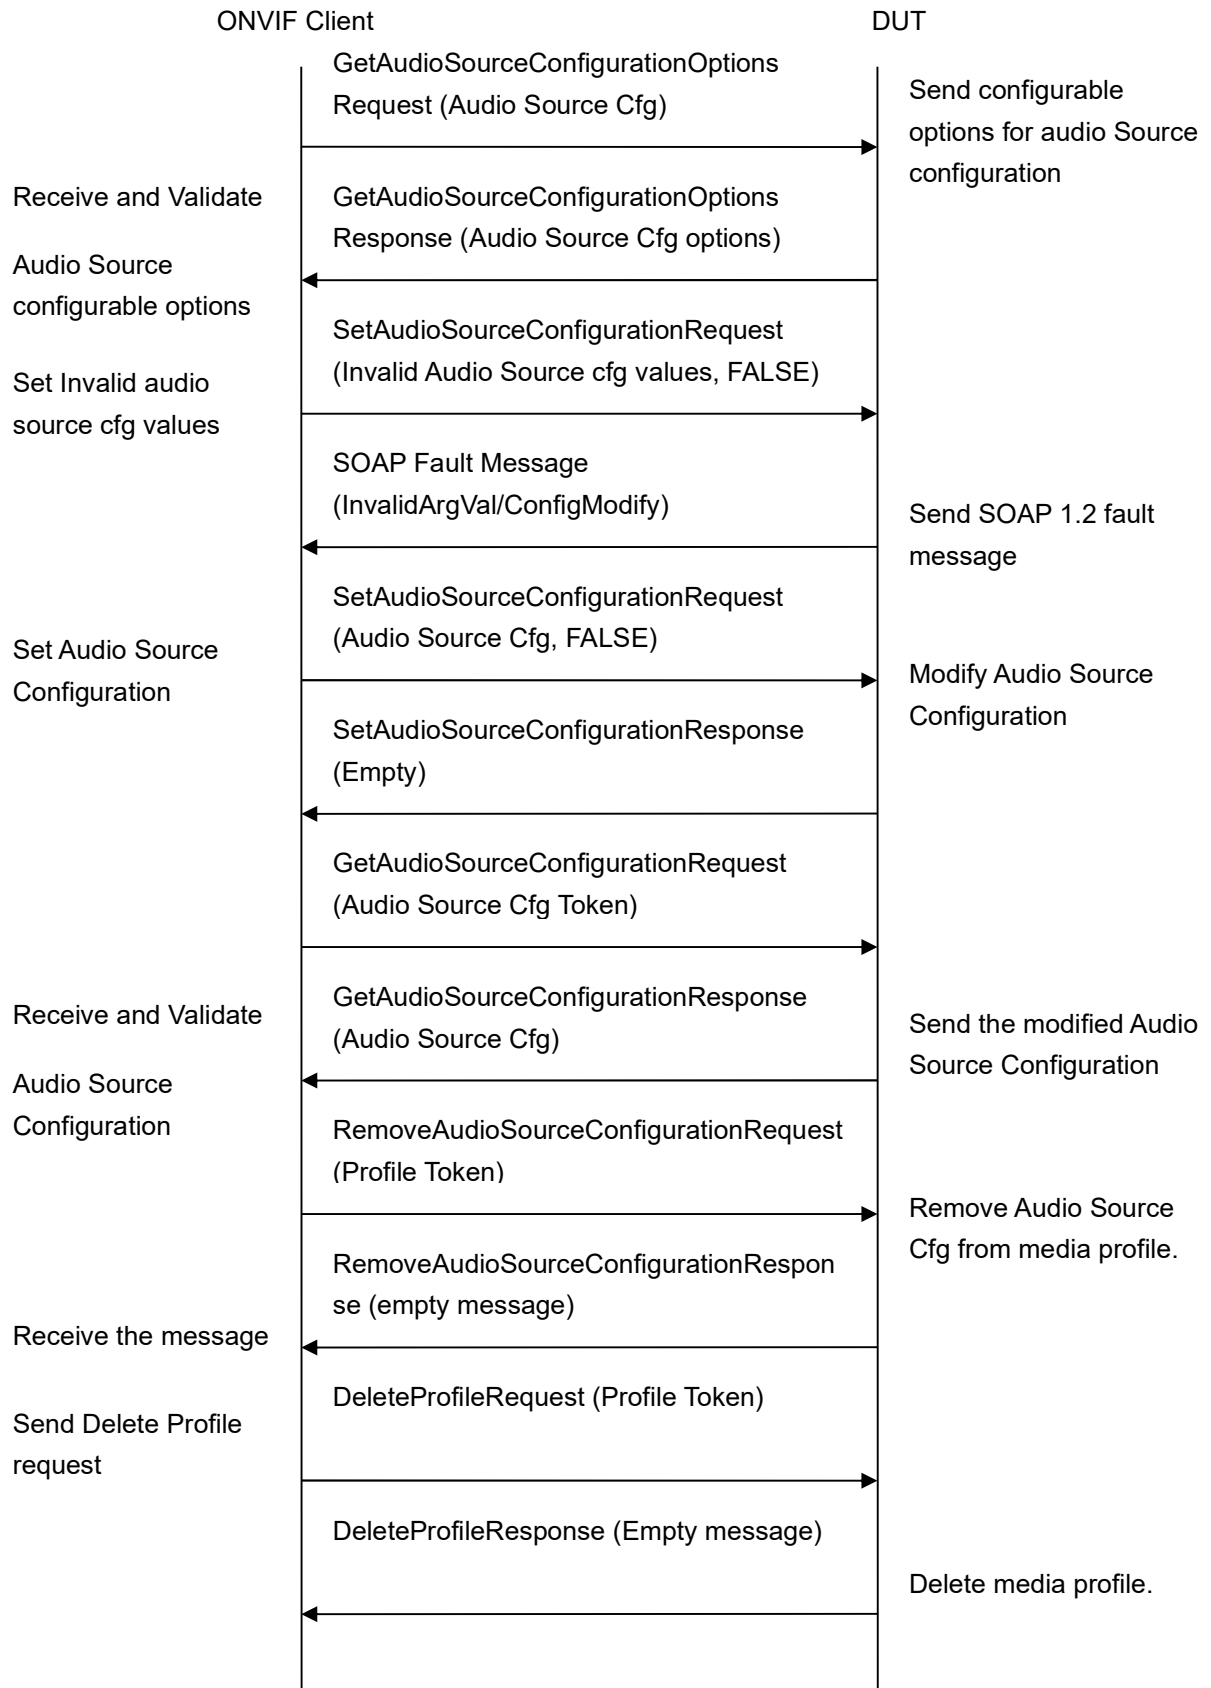 ONVIF Client
DUT
GetAudioSourceConfigurationOptions
Request (Audio Source Cfg)
Send configurable
options for audio Source
configuration
Receive and Validate
Audio Source
configurable options
GetAudioSourceConfigurationOptions
Response (Audio Source Cfg options)
SetAudioSourceConfigurationRequest
(Invalid Audio Source cfg values, FALSE)
Set Invalid audio
source cfg values
SOAP Fault Message
(InvalidArgVal/ConfigModify)
Send SOAP 1.2 fault
message
SetAudioSourceConfigurationRequest
(Audio Source Cfg, FALSE)
Set Audio Source
Configuration
Modify Audio Source
Configuration
SetAudioSourceConfigurationResponse
(Empty)
GetAudioSourceConfigurationRequest
(Audio Source Cfg Token)
GetAudioSourceConfigurationResponse
(Audio Source Cfg)
Receive and Validate
Audio Source
Configuration
Send the modified Audio
Source Configuration
RemoveAudioSourceConfigurationRequest
(Profile Token)
Remove Audio Source
Cfg from media profile.
RemoveAudioSourceConfigurationRespon
se (empty message)
Receive the message
DeleteProfileRequest (Profile Token)
Send Delete Profile
request
DeleteProfileResponse (Empty message)
Delete media profile.